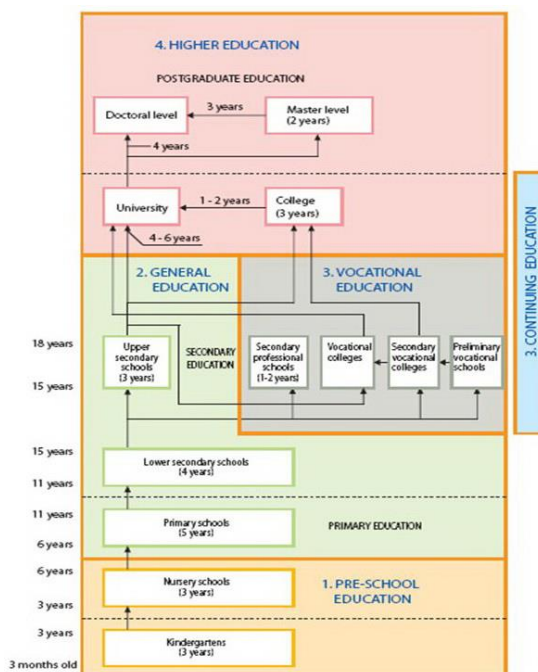 4. HIGHER EDUCATION
POSTGRADUATE EDUCATION
Doctoral level
3 years
Master level
(2 years)
4 years
University
1 - 2 years
College
(3 years)
4 - 6 years
3. CONTINUING EDUCATION
2. GENERAL
EDUCATION
3. VOCATIONAL
EDUCATION
18 years
15 years
Upper
secondary
schools
(3 years)
SECONDARY
EDUCATION
Secondary
professional
schools
(1-2 years)
Vocational
colleges
Secondary
vocational
colleges
Preliminary
vocational
schools
15 years
11 years
Lower secondary schools
(4 years)
11 years
6 years
Primary schools
(5 years)
PRIMARY EDUCATION
6 years
3 years
Nursery schools
(3 years)
1. PRE-SCHOOL
EDUCATION
3 years
3 months old
Kindergartens
(3 years)